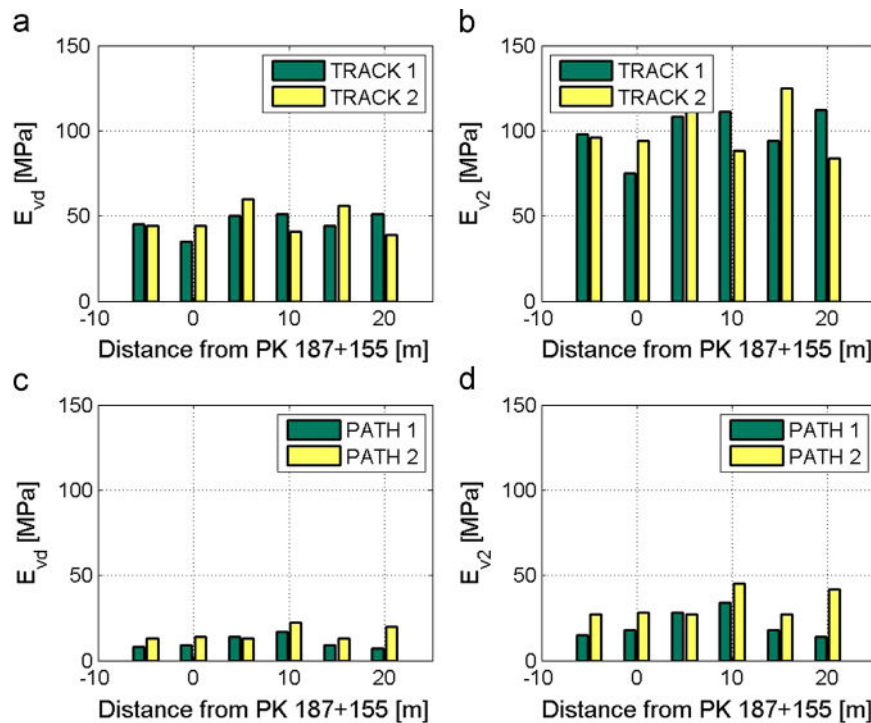 a
150
100
50
0
E_vd [MPa]
TRACK 1
TRACK 2
-10 0 10 20
Distance from PK 187+155 [m]
b
150
100
50
0
E_v2 [MPa]
TRACK 1
TRACK 2
-10 0 10 20
Distance from PK 187+155 [m]
c
150
100
50
0
E_vd [MPa]
PATH 1
PATH 2
-10 0 10 20
Distance from PK 187+155 [m]
d
150
100
50
0
E_v2 [MPa]
PATH 1
PATH 2
-10 0 10 20
Distance from PK 187+155 [m]